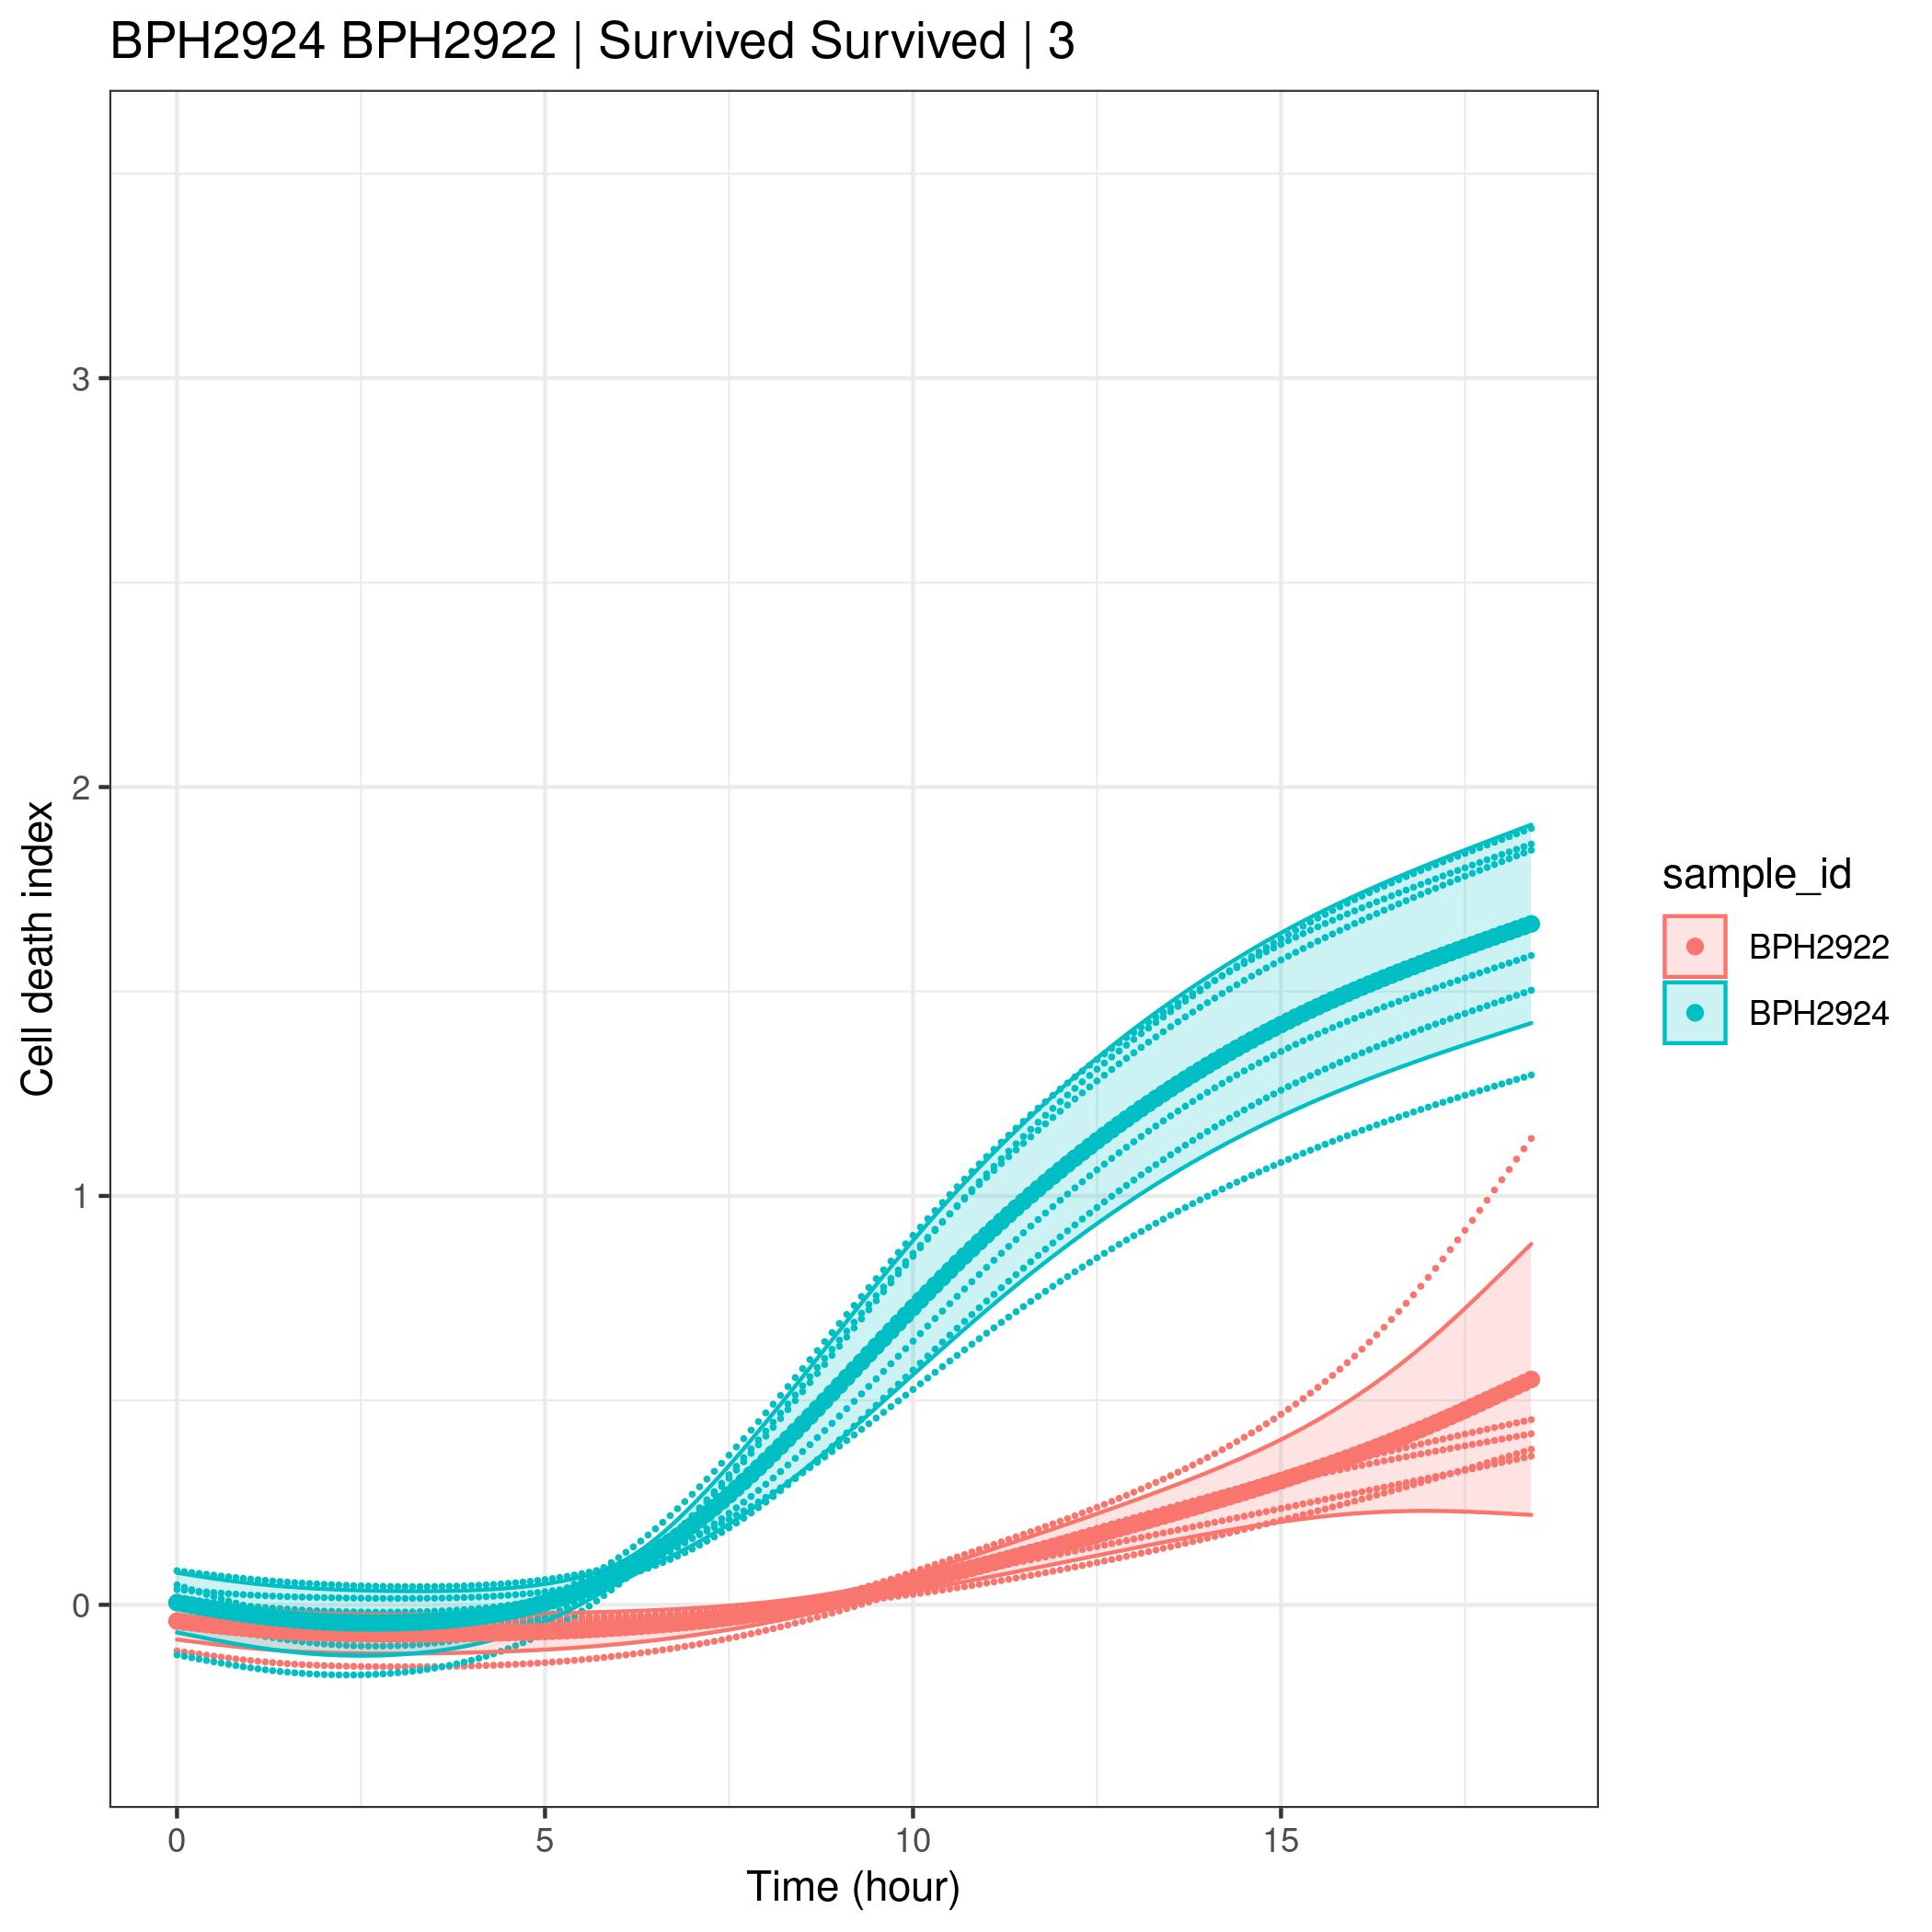 BPH2924 BPH2922 | Survived Survived | 3
3
2
1
0
Cell death index
0 5 10 15
Time (hour)
sample_id
BPH2922
BPH2924